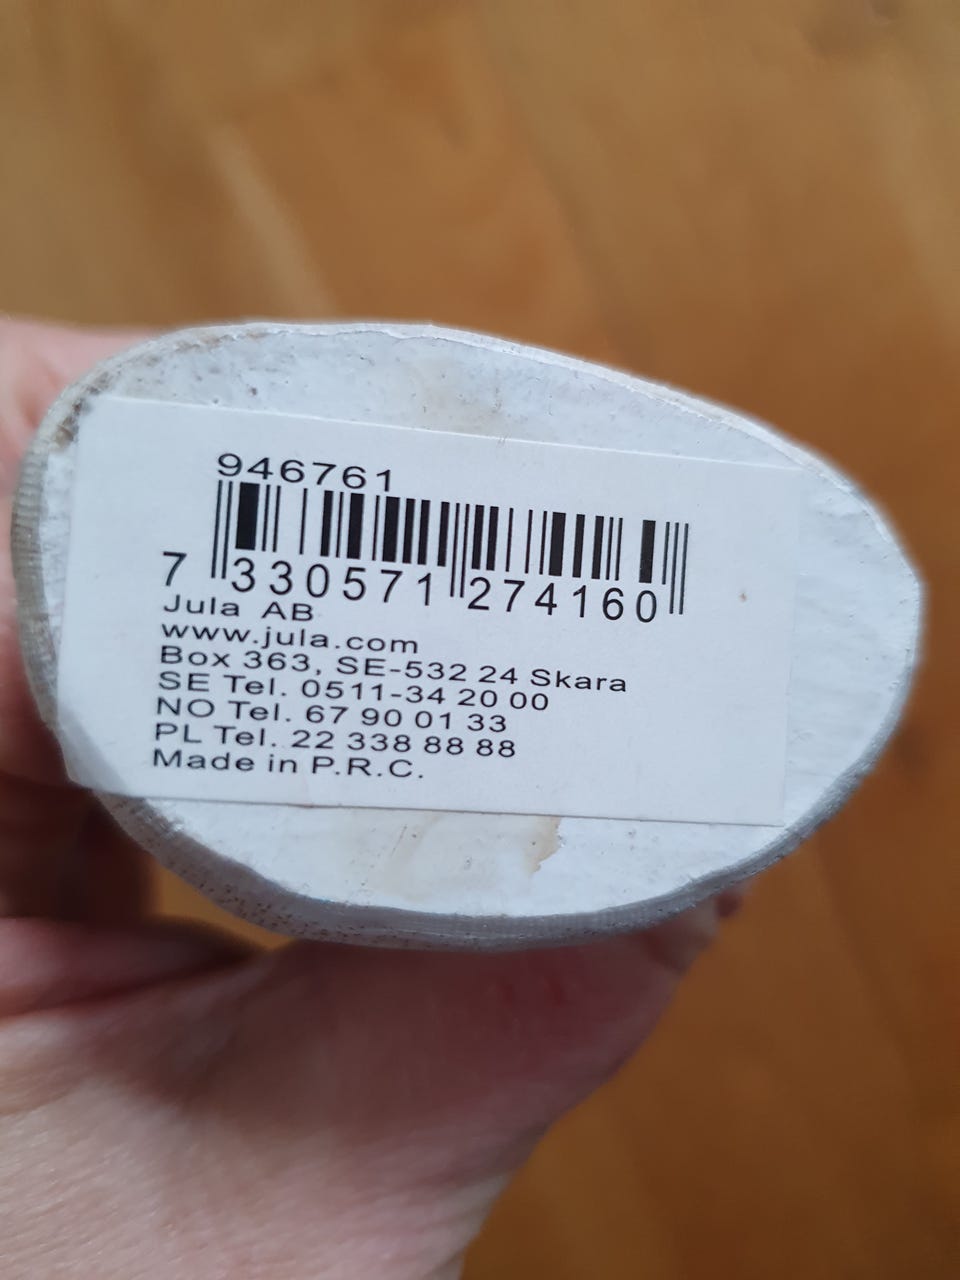 946761
7 330571 274160
Jula AB
www.jula.com
Box 363, SE-532 24 Skara
SE Tel. 0511-34 20 00
NO Tel. 67 90 01 33
PL Tel. 22 338 88 88
Made in P.R.C.